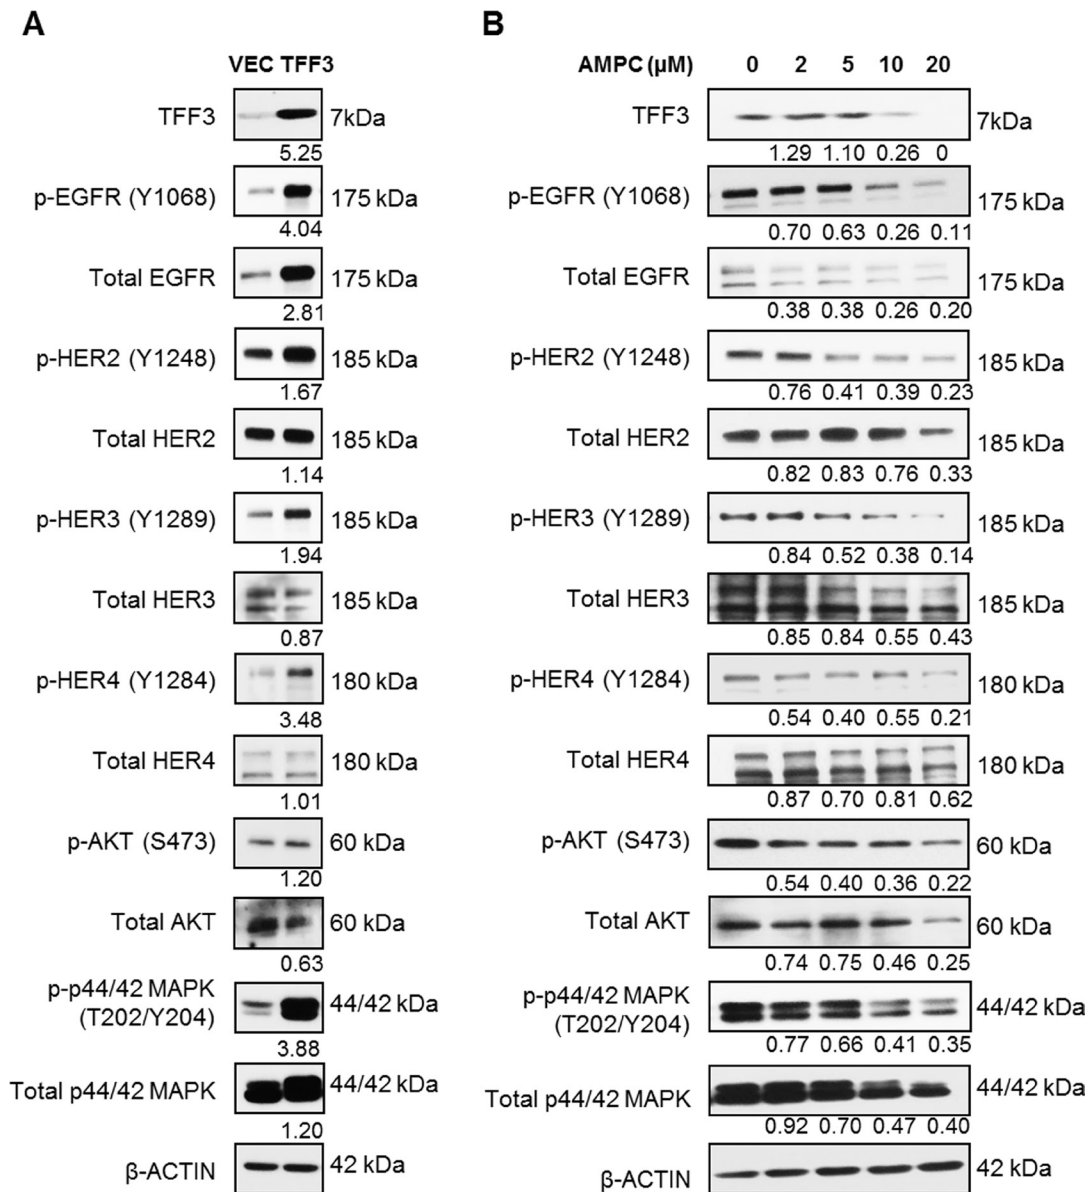 A
VEC TFF3
TFF3 7kDa
5.25
p-EGFR (Y1068) 175 kDa
4.04
Total EGFR 175 kDa
2.81
p-HER2 (Y1248) 185 kDa
1.67
Total HER2 185 kDa
1.14
p-HER3 (Y1289) 185 kDa
1.94
Total HER3 185 kDa
0.87
p-HER4 (Y1284) 180 kDa
3.48
Total HER4 180 kDa
1.01
p-AKT (S473) 60 kDa
1.20
Total AKT 60 kDa
0.63
p-p44/42 MAPK
(T202/Y204) 44/42 kDa
3.88
Total p44/42 MAPK 44/42 kDa
1.20
β-ACTIN 42 kDa
B
AMPC (μM) 0 2 5 10 20
TFF3 7kDa
1.29 1.10 0.26 0
p-EGFR (Y1068) 175 kDa
0.70 0.63 0.26 0.11
Total EGFR 175 kDa
0.38 0.38 0.26 0.20
p-HER2 (Y1248) 185 kDa
0.76 0.41 0.39 0.23
Total HER2 185 kDa
0.82 0.83 0.76 0.33
p-HER3 (Y1289) 185 kDa
0.84 0.52 0.38 0.14
Total HER3 185 kDa
0.85 0.84 0.55 0.43
p-HER4 (Y1284) 180 kDa
0.54 0.40 0.55 0.21
Total HER4 180 kDa
0.87 0.70 0.81 0.62
p-AKT (S473) 60 kDa
0.54 0.40 0.36 0.22
Total AKT 60 kDa
0.74 0.75 0.46 0.25
p-p44/42 MAPK
(T202/Y204) 44/42 kDa
0.77 0.66 0.41 0.35
Total p44/42 MAPK 44/42 kDa
0.92 0.70 0.47 0.40
β-ACTIN 42 kDa